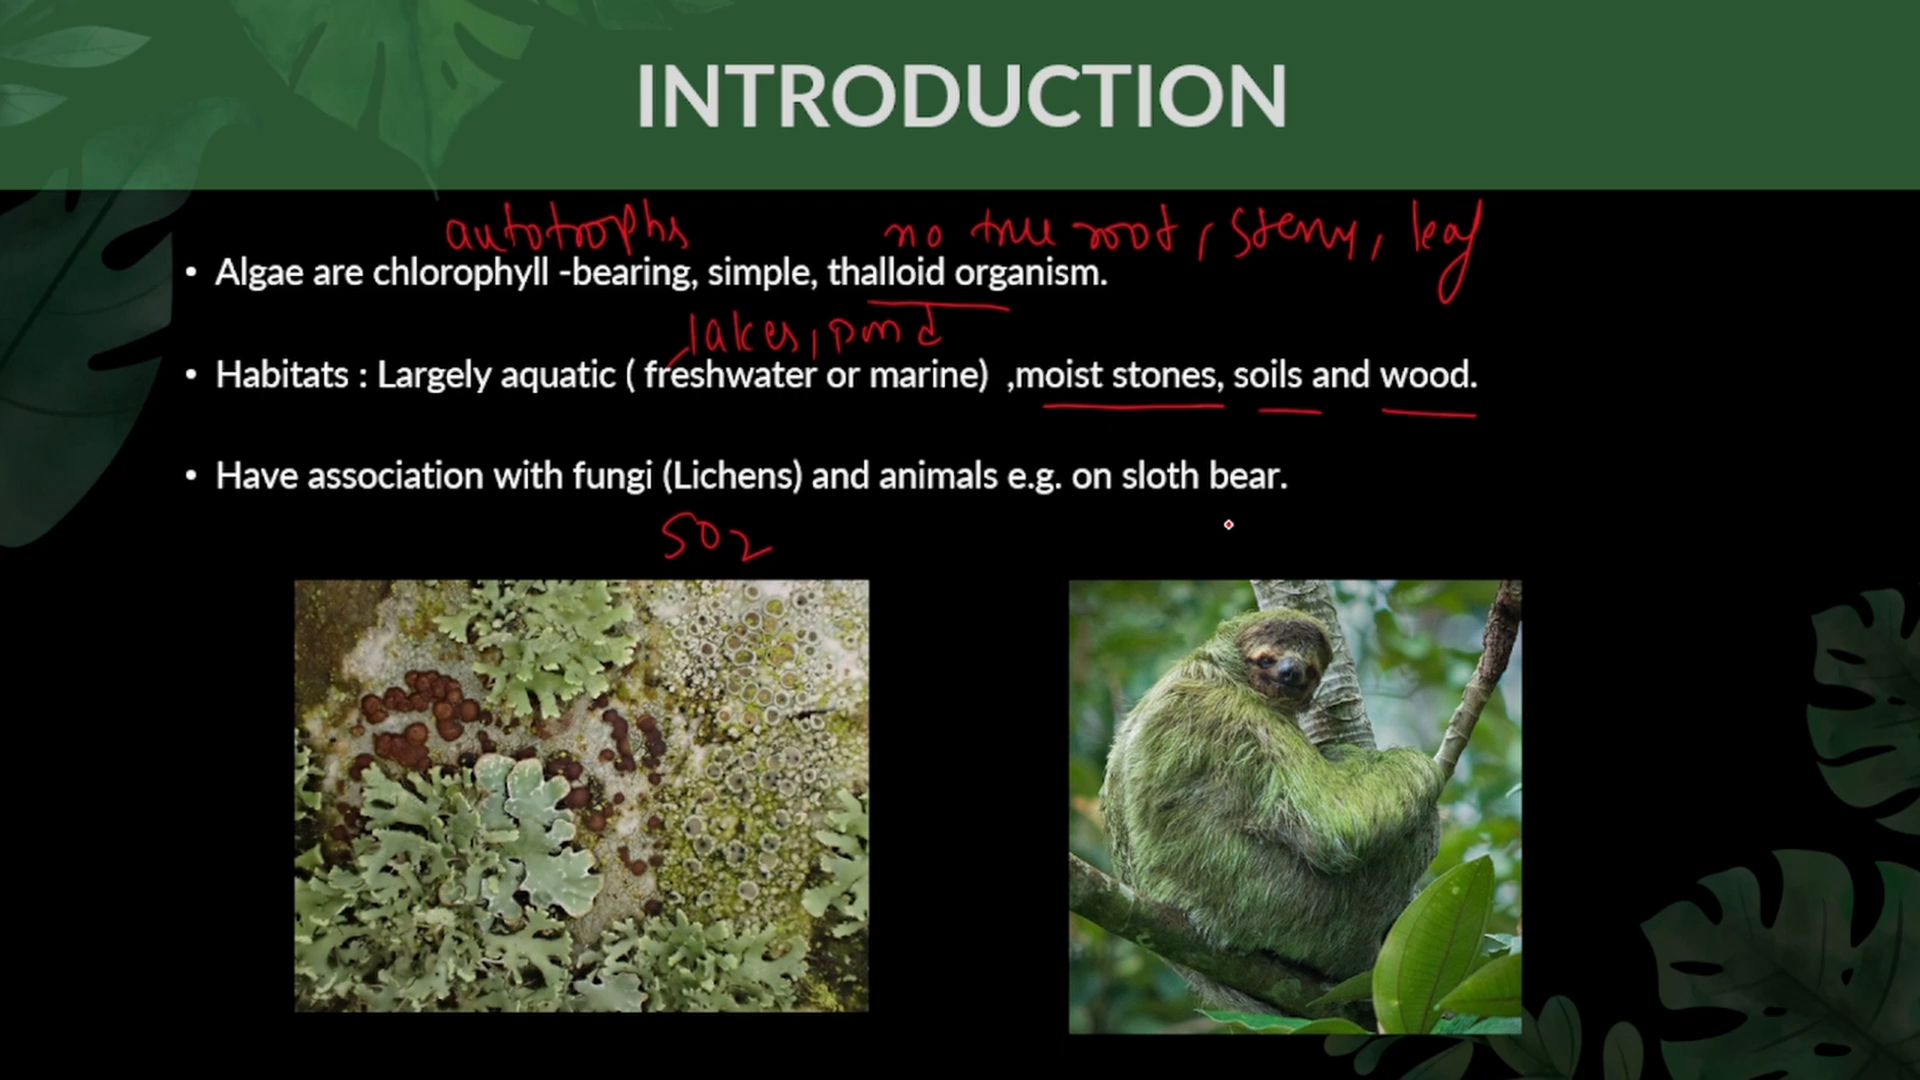 INTRODUCTION
autotrophs no true root, stem, leaf
• Algae are chlorophyll -bearing, simple, thalloid organism.
lakes, pond
• Habitats : Largely aquatic ( freshwater or marine) ,moist stones, soils and wood.
• Have association with fungi (Lichens) and animals e.g. on sloth bear.
SO2